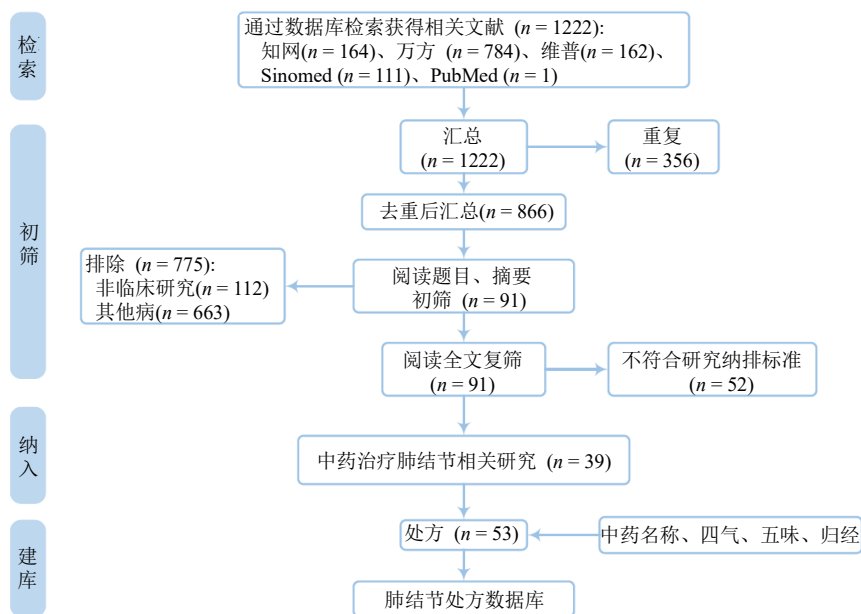 检索
通过数据库检索获得相关文献 (n = 1222):
知网(n = 164)、万方 (n = 784)、维普(n = 162)、
Sinomed (n = 111)、PubMed (n = 1)
初筛
汇总
(n = 1222)
重复
(n = 356)
去重后汇总(n = 866)
排除 (n = 775):
非临床研究(n = 112)
其他病(n = 663)
阅读题目、摘要
初筛 (n = 91)
阅读全文复筛
(n = 91)
不符合研究纳排标准
(n = 52)
纳入
中药治疗肺结节相关研究 (n = 39)
建库
处方 (n = 53)
中药名称、四气、五味、归经
肺结节处方数据库